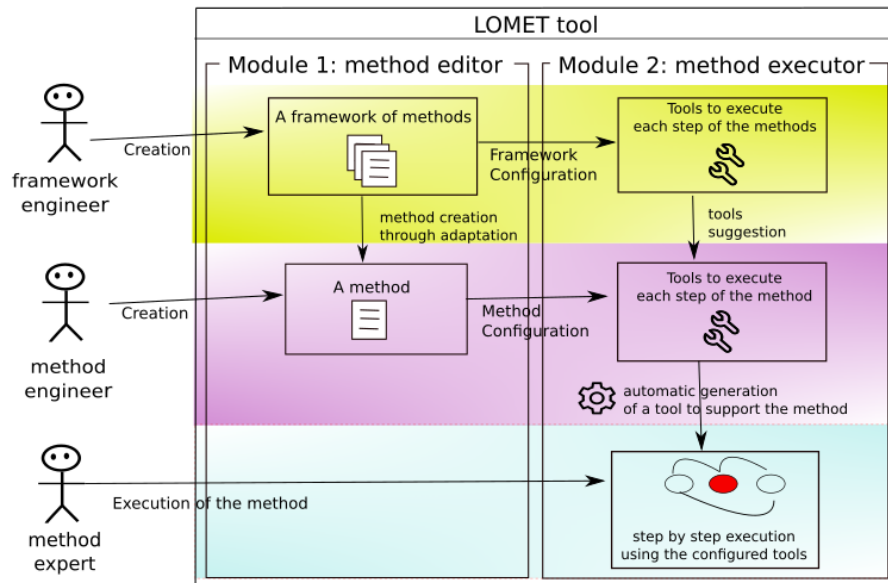 LOMET tool
Module 1: method editor
Module 2: method executor
framework
engineer
Creation
A framework of methods
Framework
Configuration
Tools to execute
each step of the methods
method creation
through adaptation
tools
suggestion
method
engineer
Creation
A method
Method
Configuration
Tools to execute
each step of the method
automatic generation
of a tool to support the method
method
expert
Execution of the method
step by step execution
using the configured tools